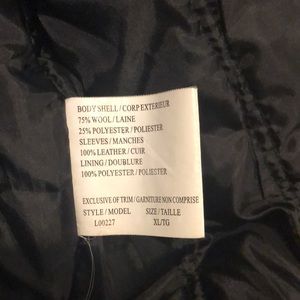 BODY SHELL / CORP EXTERIEUR
75% WOOL / LAINE
25% POLYESTER / POLIESTER
SLEEVES / MANCHES
100% LEATHER / CUIR
LINING / DOUBLURE
100% POLYESTER / POLIESTER
EXCLUSIVE OF TRIM / GARNITURE NON COMPRISE
STYLE / MODEL SIZE / TAILLE
L00227 XL/TG